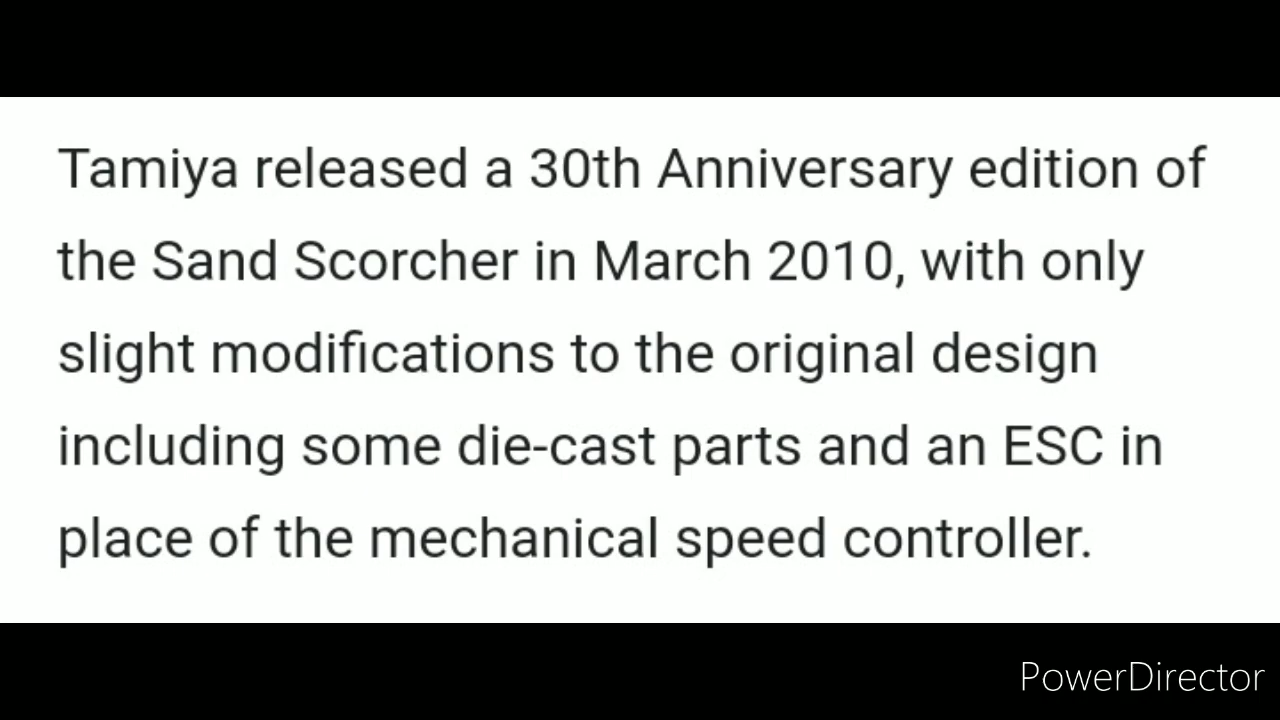 Tamiya released a 30th Anniversary edition of
the Sand Scorcher in March 2010, with only
slight modifications to the original design
including some die-cast parts and an ESC in
place of the mechanical speed controller.
PowerDirector